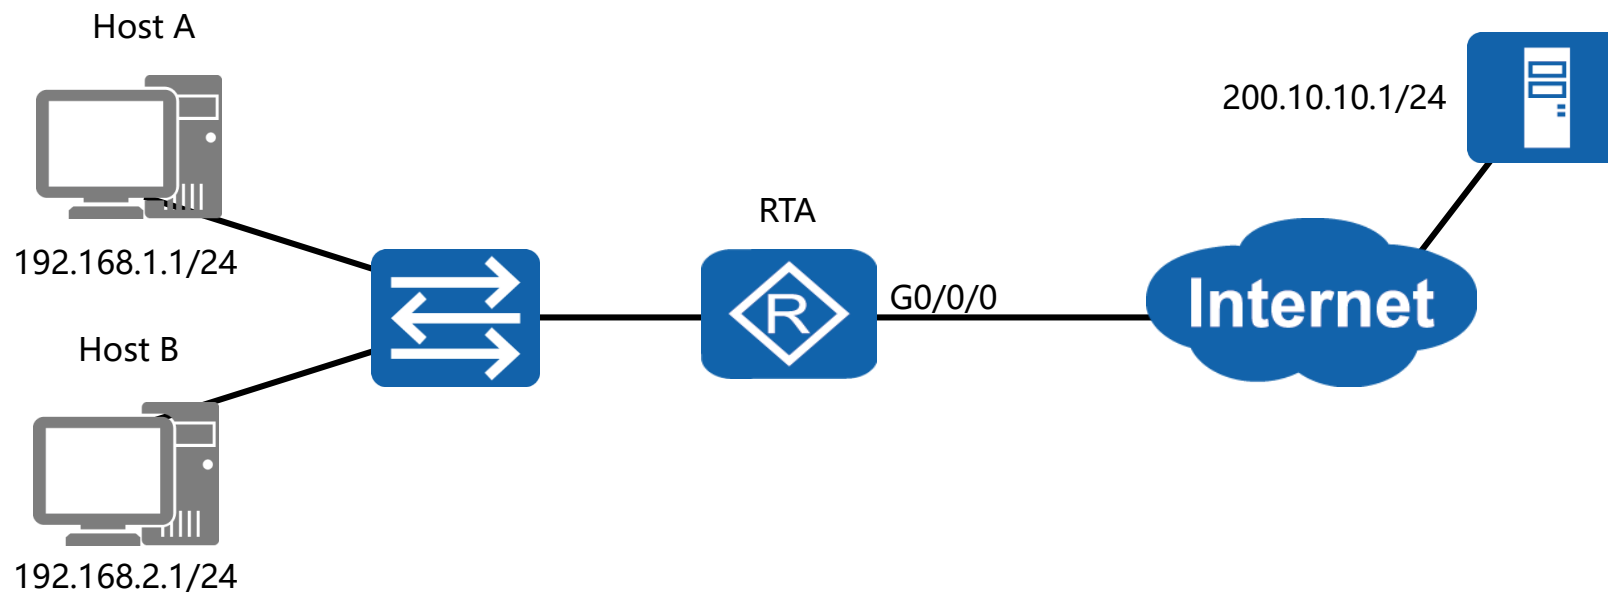 Host A
200.10.10.1/24
RTA
192.168.1.1/24
G0/0/0
Internet
R
Host B
192.168.2.1/24